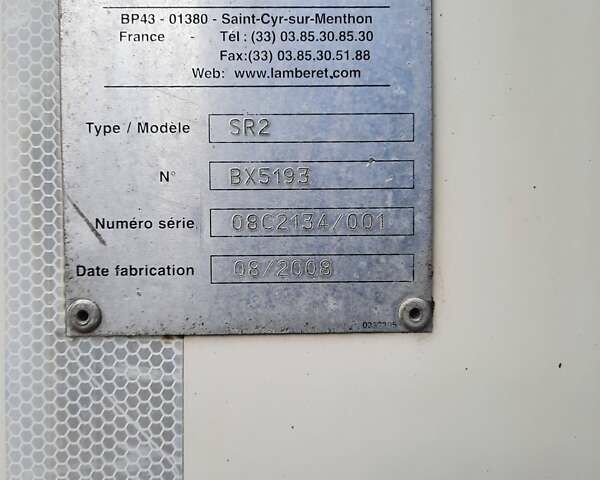 BP43 - 01380 - Saint-Cyr-sur-Menthon
France - Tél : (33) 03.85.30.85.30
Fax:(33) 03.85.30.51.88
Web: www.lamberet.com
Type / Modèle SR2
N° BX5193
Numéro série 08C2134/001
Date fabrication 08/2008